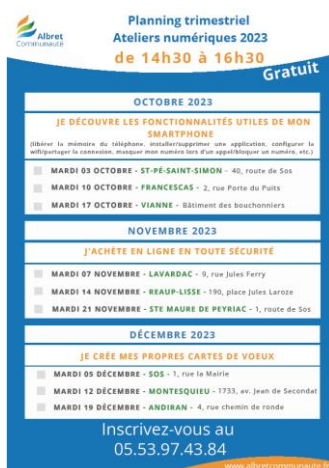 Albret
Communauté
Planning trimestriel
Ateliers numériques 2023
de 14h30 à 16h30
Gratuit
OCTOBRE 2023
JE DÉCOUVRE LES FONCTIONNALITÉS UTILES DE MON
SMARTPHONE
(libérer la mémoire du téléphone, installer/supprimer une application, configurer la
wifi/partager la connexion, masquer mon numéro lors d'un appel/bloquer un numéro, etc.)
MARDI 03 OCTOBRE - ST-PÉ-SAINT-SIMON - 40, route de Sos
MARDI 10 OCTOBRE - FRANCESCAS - 2, rue Porte du Puits
MARDI 17 OCTOBRE - VIANNE - Bâtiment des bouchonniers
NOVEMBRE 2023
J'ACHÈTE EN LIGNE EN TOUTE SÉCURITÉ
MARDI 07 NOVEMBRE - LAVARDAC - 9, rue Jules Ferry
MARDI 14 NOVEMBRE - REAUP-LISSE - 190, place Jules Laroze
MARDI 21 NOVEMBRE - STE MAURE DE PEYRIAC - 1, route de Sos
DÉCEMBRE 2023
JE CRÉE MES PROPRES CARTES DE VOEUX
MARDI 05 DÉCEMBRE - SOS - 1, rue la Mairie
MARDI 12 DÉCEMBRE - MONTESQUIEU - 1733, av. Jean de Secondat
MARDI 19 DÉCEMBRE - ANDIRAN - 4, rue chemin de ronde
Inscrivez-vous au
05.53.97.43.84
www.albretcommunaute.fr